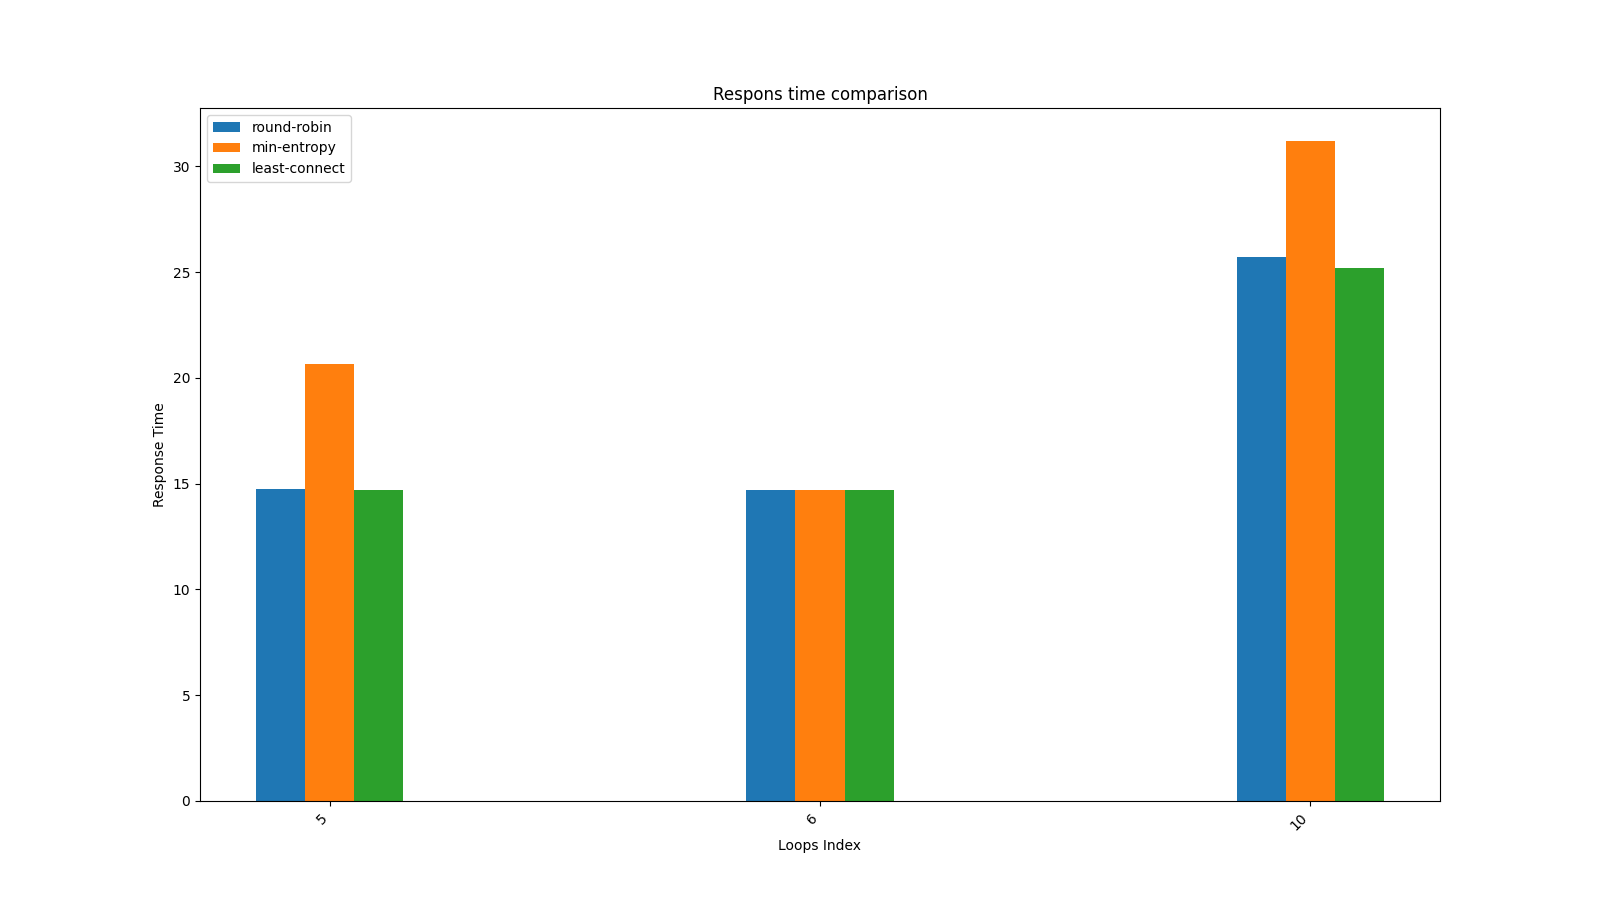 Respons time comparison
round-robin
min-entropy
least-connect
30
25
20
15
10
5
0
Response Time
5
6
10
Loops Index